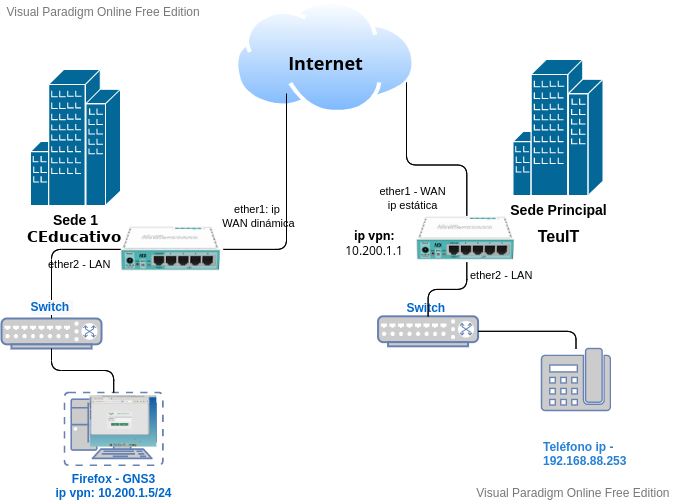 Visual Paradigm Online Free Edition
Internet
Sede 1
CEducativo
ether1: ip
WAN dinámica
ether2 - LAN
Switch
Firefox - GNS3
ip vpn: 10.200.1.5/24
ether1 - WAN
ip estática
Sede Principal
TeuIT
ip vpn:
10.200.1.1
ether2 - LAN
Switch
Teléfono ip -
192.168.88.253
Visual Paradigm Online Free Edition